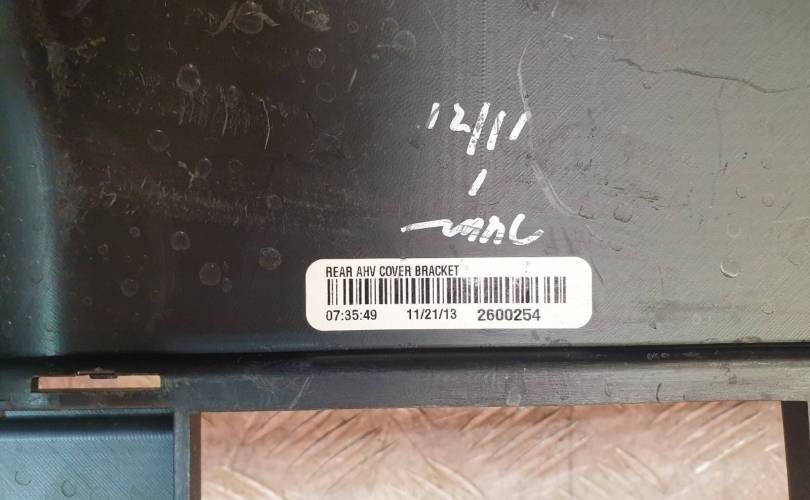 12/11
1
REAR AHV COVER BRACKET
07:35:49 11/21/13 2600254